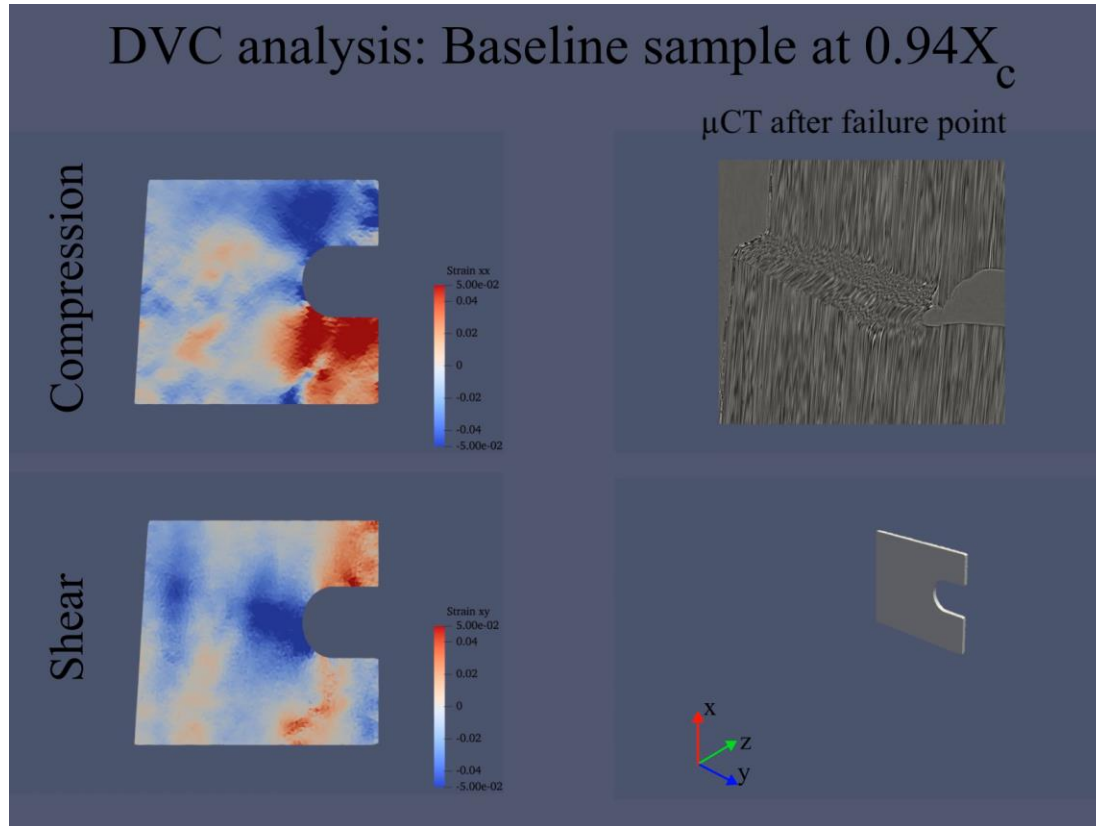 DVC analysis: Baseline sample at 0.94Xc
µCT after failure point
Compression
Strain xx
5.00e-02
0.04
0.02
0
-0.02
-0.04
-5.00e-02
Shear
Strain xy
5.00e-02
0.04
0.02
0
-0.02
-0.04
-5.00e-02
x
z
y